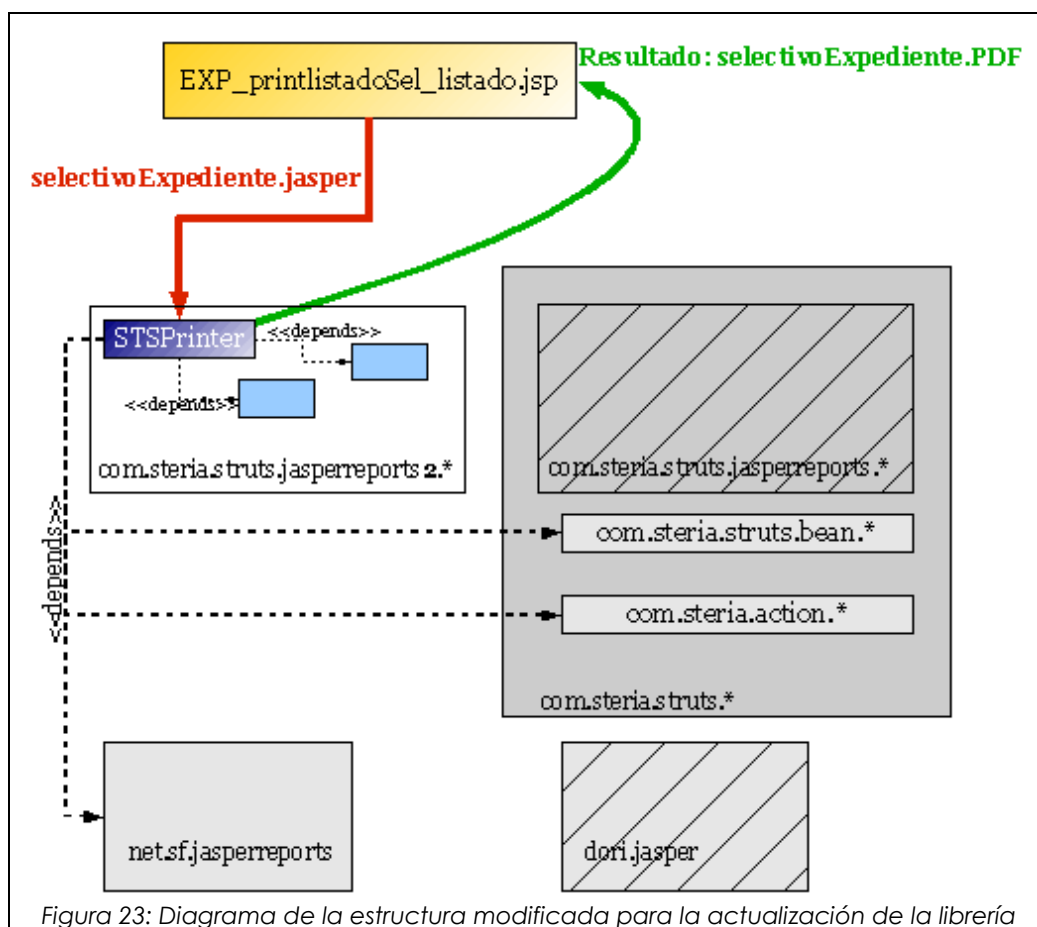 Resultado: selectivoExpediente.PDF
EXP_printlistadoSel_listado.jsp
selectivoExpediente.jasper
STSPrinter
<<depends>>
<<depends>>
com.steria.struts.jasperreports 2.*
com.steria.struts.jasperreports.*
com.steria.struts.bean.*
<<depends>>
com.steria.action.*
com.steria.struts.*
net.sf.jasperreports
dori.jasper
Figura 23: Diagrama de la estructura modificada para la actualización de la librería